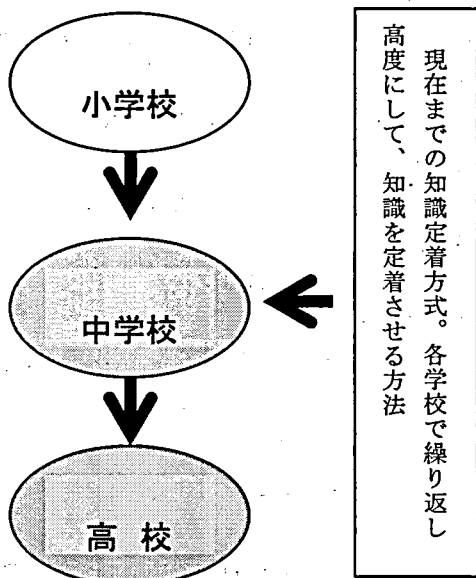 小学校
中学校
高校
現在までの知識定着方式。各学校で繰り返し
高度にして、知識を定着させる方法